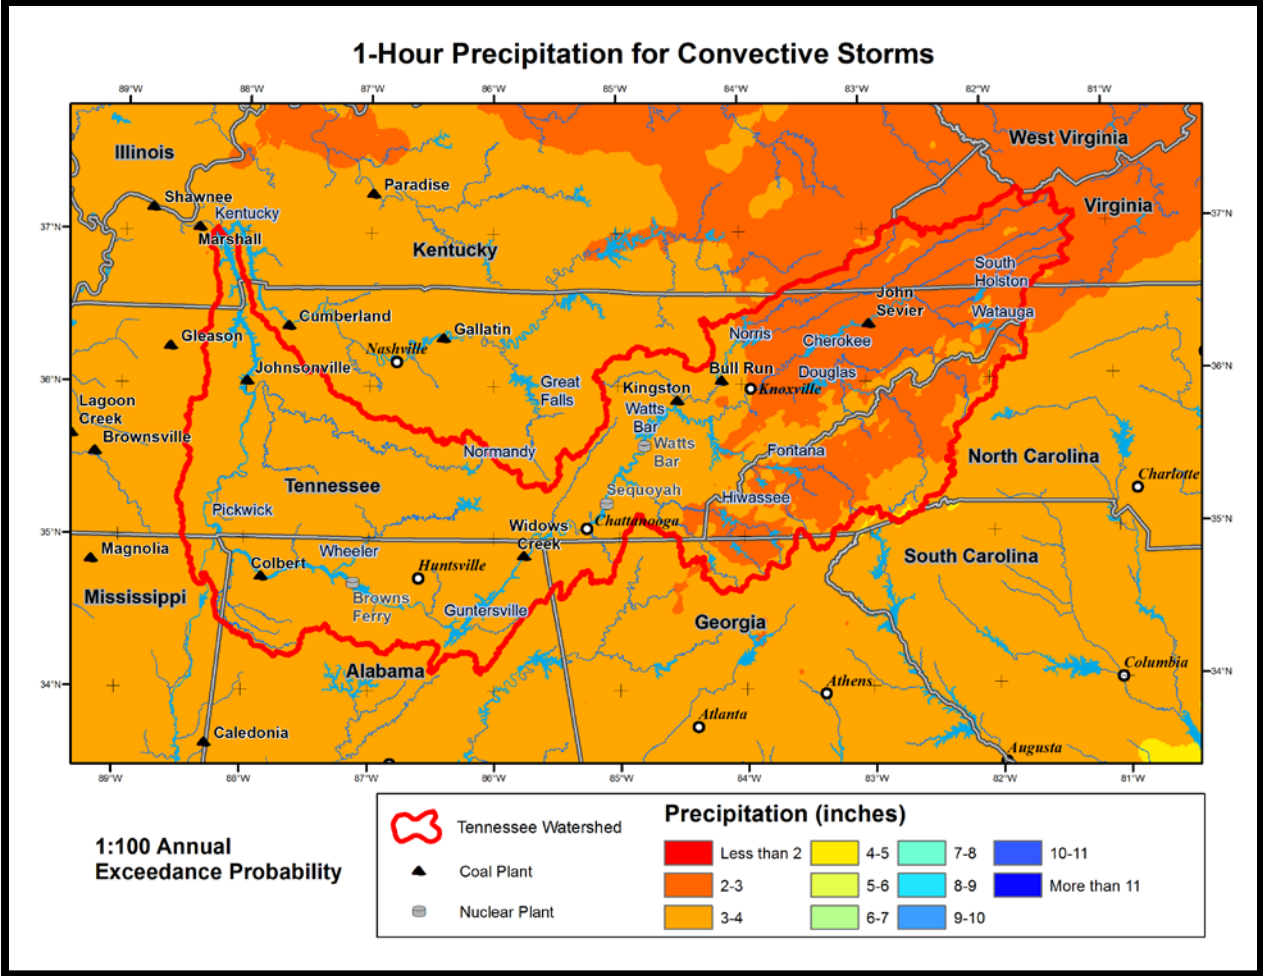 1-Hour Precipitation for Convective Storms
89°W 88°W 87°W 86°W 85°W 84°W 83°W 82°W 81°W
West Virginia
Illinois
Paradise
Shawnee
Virginia
Kentucky
37°N 37°N
Marshall
Kentucky
South
Holston
John
Sevier
Cumberland
Watauga
Gallatin
Norris
Gleason
Cherokee
Nashville
36°N 36°N
Johnsonville
Bull Run
Douglas
Great
Falls
Kingston
Knoxville
Lagoon
Creek
Watts
Bar
Brownsville
Watts
Bar
Normandy
Fontana
North Carolina
Charlotte
Tennessee
Sequoyah
Hiwassee
Pickwick
35°N 35°N
Widows
Creek
Chattanooga
Magnolia
Wheeler
South Carolina
Colbert
Huntsville
Mississippi
Browns
Ferry
Guntersville
Georgia
Alabama
Columbia
34°N 34°N
Athens
Atlanta
Caledonia
Augusta
89°W 88°W 87°W 86°W 85°W 84°W 83°W 82°W 81°W
1:100 Annual
Exceedance Probability
Tennessee Watershed
Coal Plant
Nuclear Plant
Precipitation (inches)
Less than 2
2-3
3-4
4-5
5-6
6-7
7-8
8-9
9-10
10-11
More than 11